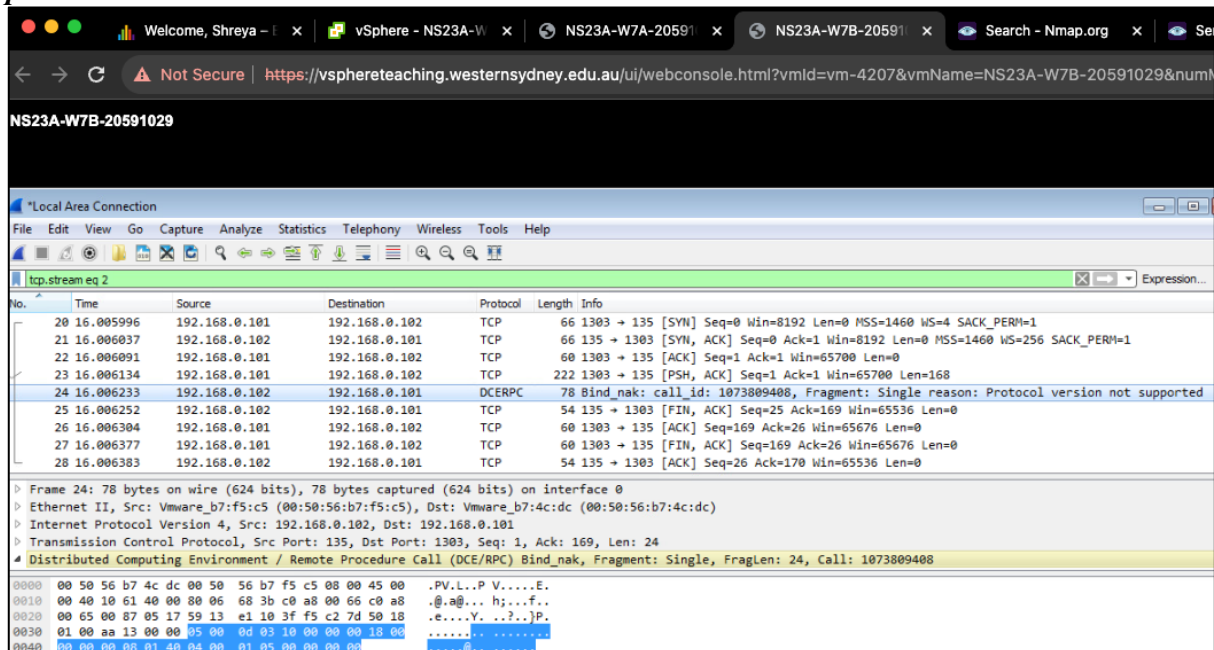 Welcome, Shreya - vSphere - NS23A-W NS23A-W7A-20591 NS23A-W7B-20591 Search - Nmap.org Se
Not Secure https://vsphereteaching.westernsydney.edu.au/ui/webconsole.html?vmId=vm-4207&vmName=NS23A-W7B-20591029&num
NS23A-W7B-20591029
*Local Area Connection
File Edit View Go Capture Analyze Statistics Telephony Wireless Tools Help
tcp.stream eq 2 Expression...
No. Time Source Destination Protocol Length Info
20 16.005996 192.168.0.101 192.168.0.102 TCP 66 1303 → 135 [SYN] Seq=0 Win=8192 Len=0 MSS=1460 WS=4 SACK_PERM=1
21 16.006037 192.168.0.102 192.168.0.101 TCP 66 135 → 1303 [SYN, ACK] Seq=0 Ack=1 Win=8192 Len=0 MSS=1460 WS=256 SACK_PERM=1
22 16.006091 192.168.0.101 192.168.0.102 TCP 60 1303 → 135 [ACK] Seq=1 Ack=1 Win=65700 Len=0
23 16.006134 192.168.0.101 192.168.0.102 TCP 222 1303 → 135 [PSH, ACK] Seq=1 Ack=1 Win=65700 Len=168
24 16.006233 192.168.0.102 192.168.0.101 DCERPC 78 Bind_nak: call_id: 1073809408, Fragment: Single reason: Protocol version not supported
25 16.006252 192.168.0.102 192.168.0.101 TCP 54 135 → 1303 [FIN, ACK] Seq=25 Ack=169 Win=65536 Len=0
26 16.006304 192.168.0.101 192.168.0.102 TCP 60 1303 → 135 [ACK] Seq=169 Ack=26 Win=65676 Len=0
27 16.006377 192.168.0.101 192.168.0.102 TCP 60 1303 → 135 [FIN, ACK] Seq=169 Ack=26 Win=65676 Len=0
28 16.006383 192.168.0.102 192.168.0.101 TCP 54 135 → 1303 [ACK] Seq=26 Ack=170 Win=65536 Len=0
Frame 24: 78 bytes on wire (624 bits), 78 bytes captured (624 bits) on interface 0
Ethernet II, Src: Vmware_b7:f5:c5 (00:50:56:b7:f5:c5), Dst: Vmware_b7:4c:dc (00:50:56:b7:4c:dc)
Internet Protocol Version 4, Src: 192.168.0.102, Dst: 192.168.0.101
Transmission Control Protocol, Src Port: 135, Dst Port: 1303, Seq: 1, Ack: 169, Len: 24
Distributed Computing Environment / Remote Procedure Call (DCE/RPC) Bind_nak, Fragment: Single, FragLen: 24, Call: 1073809408
0000 00 50 56 b7 4c dc 00 50 56 b7 f5 c5 08 00 45 00 .PV.L..P V.....E.
0010 00 40 10 61 40 00 80 06 68 3b c0 a8 00 66 c0 a8 .@.a@... h;...f..
0020 00 65 00 87 05 17 59 13 e1 10 3f f5 c2 7d 50 18 .e....Y. ..?..}P.
0030 01 00 aa 13 00 00 05 00 0d 03 10 00 00 00 18 00 ........ ........
0040 00 00 00 08 01 40 04 00 01 05 00 00 00 00 .....@.. ......